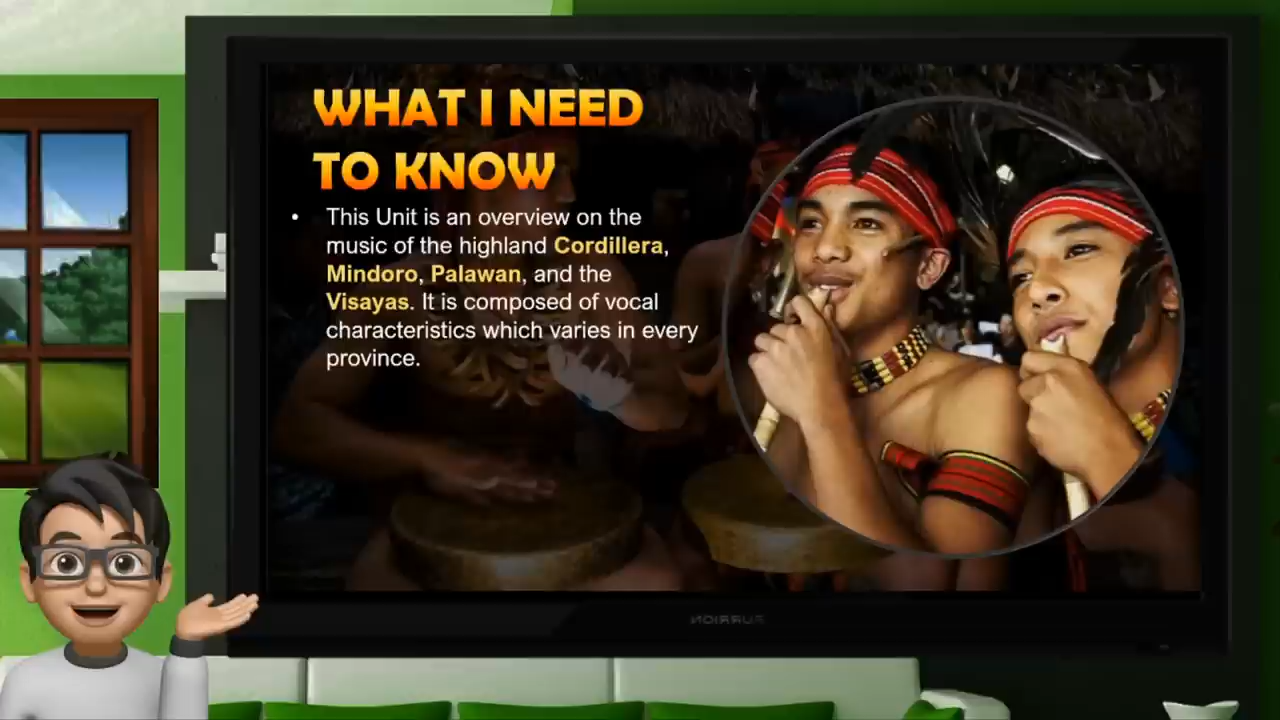 WHAT I NEED
TO KNOW
• This Unit is an overview on the
music of the highland Cordillera,
Mindoro, Palawan, and the
Visayas. It is composed of vocal
characteristics which varies in every
province.